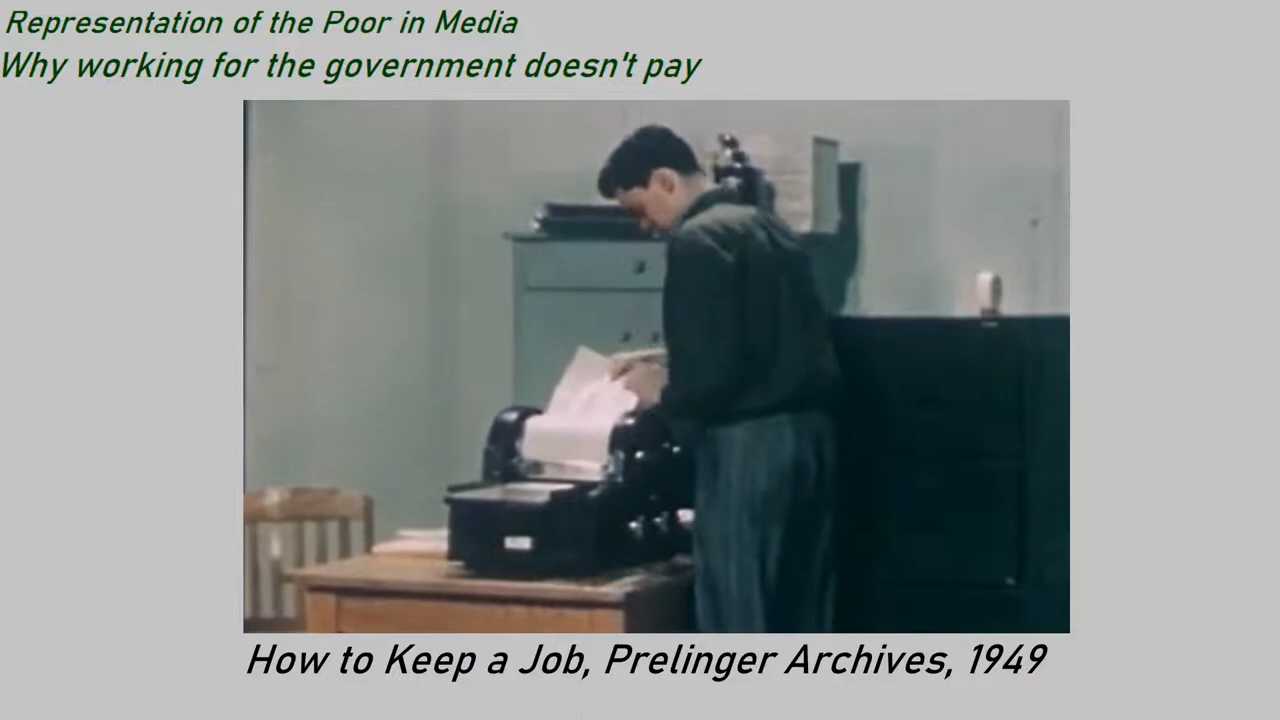 Representation of the Poor in Media
Why working for the government doesn't pay
How to Keep a Job, Prelinger Archives, 1949